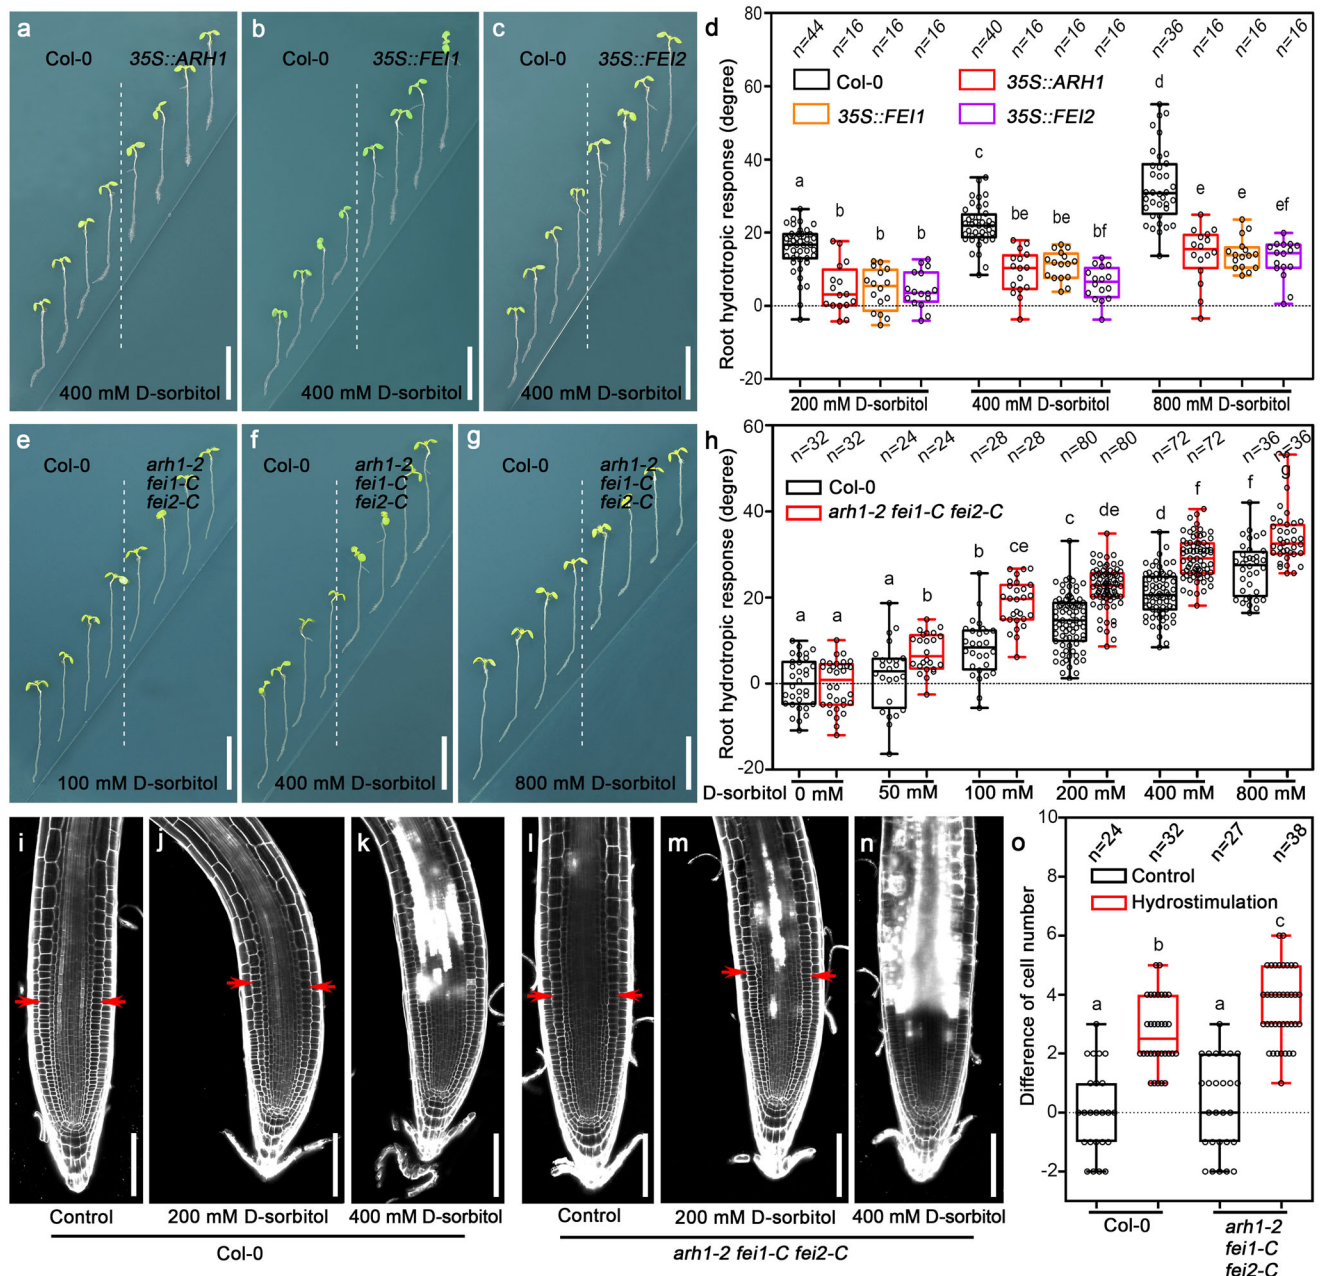 a
Col-0 35S::ARH1
400 mM D-sorbitol
b
Col-0 35S::FEI1
400 mM D-sorbitol
c
Col-0 35S::FEI2
400 mM D-sorbitol
d
n=44 n=16 n=16 n=16 n=40 n=16 n=16 n=16 n=36 n=16 n=16 n=16
Root hydrotropic response (degree)
80
60
40
20
0
-20
Col-0 35S::ARH1
35S::FEI1 35S::FEI2
a b b b c be be bf d e e ef
200 mM D-sorbitol 400 mM D-sorbitol 800 mM D-sorbitol
e
Col-0 arh1-2
fei1-C
fei2-C
100 mM D-sorbitol
f
Col-0 arh1-2
fei1-C
fei2-C
400 mM D-sorbitol
g
Col-0 arh1-2
fei1-C
fei2-C
800 mM D-sorbitol
h
n=32 n=32 n=24 n=24 n=28 n=28 n=80 n=80 n=72 n=72 n=36 n=36
Root hydrotropic response (degree)
60
40
20
0
-20
Col-0
arh1-2 fei1-C fei2-C
a a a b b ce c de d f f g
D-sorbitol 0 mM 50 mM 100 mM 200 mM 400 mM 800 mM
i j k l m n
Control 200 mM D-sorbitol 400 mM D-sorbitol Control 200 mM D-sorbitol 400 mM D-sorbitol
Col-0 arh1-2 fei1-C fei2-C
o
n=24 n=32 n=27 n=38
Difference of cell number
10
8
6
4
2
0
-2
Control
Hydrostimulation
a b a c
Col-0 arh1-2
fei1-C
fei2-C